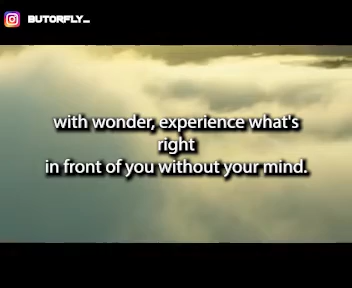 BUTORFLY_
with wonder, experience what's
right
in front of you without your mind.